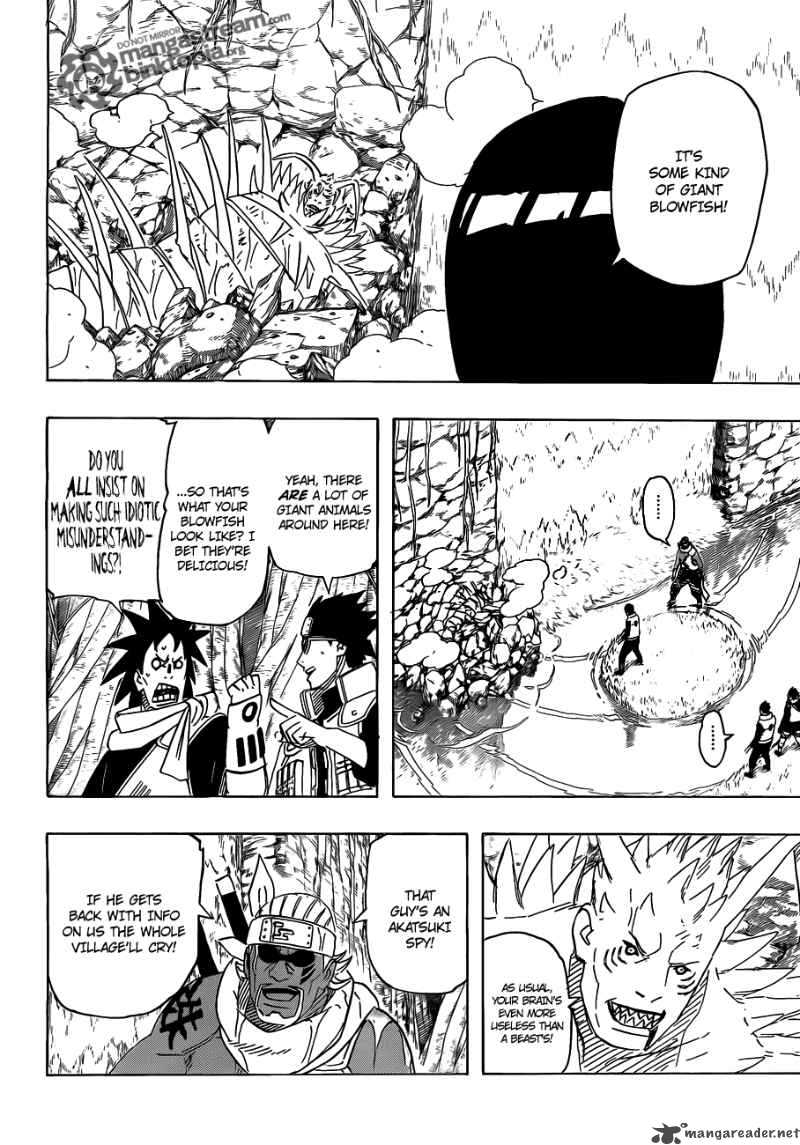 DO NOT MIRROR
mangastream.com
binktopia.org
IT'S
SOME KIND
OF GIANT
BLOWFISH!
.......
.......
YEAH, THERE
ARE A LOT OF
GIANT ANIMALS
AROUND HERE!
...SO THAT'S
WHAT YOUR
BLOWFISH
LOOK LIKE? I
BET THEY'RE
DELICIOUS!
DO YOU
ALL INSIST ON
MAKING SUCH IDIOTIC
MISUNDERSTAND-
INGS?!
AS USUAL,
YOUR BRAIN'S
EVEN MORE
USELESS THAN
A BEAST'S!
THAT
GUY'S AN
AKATSUKI
SPY!
IF HE GETS
BACK WITH INFO
ON US THE WHOLE
VILLAGE'LL CRY!
mangareader.net